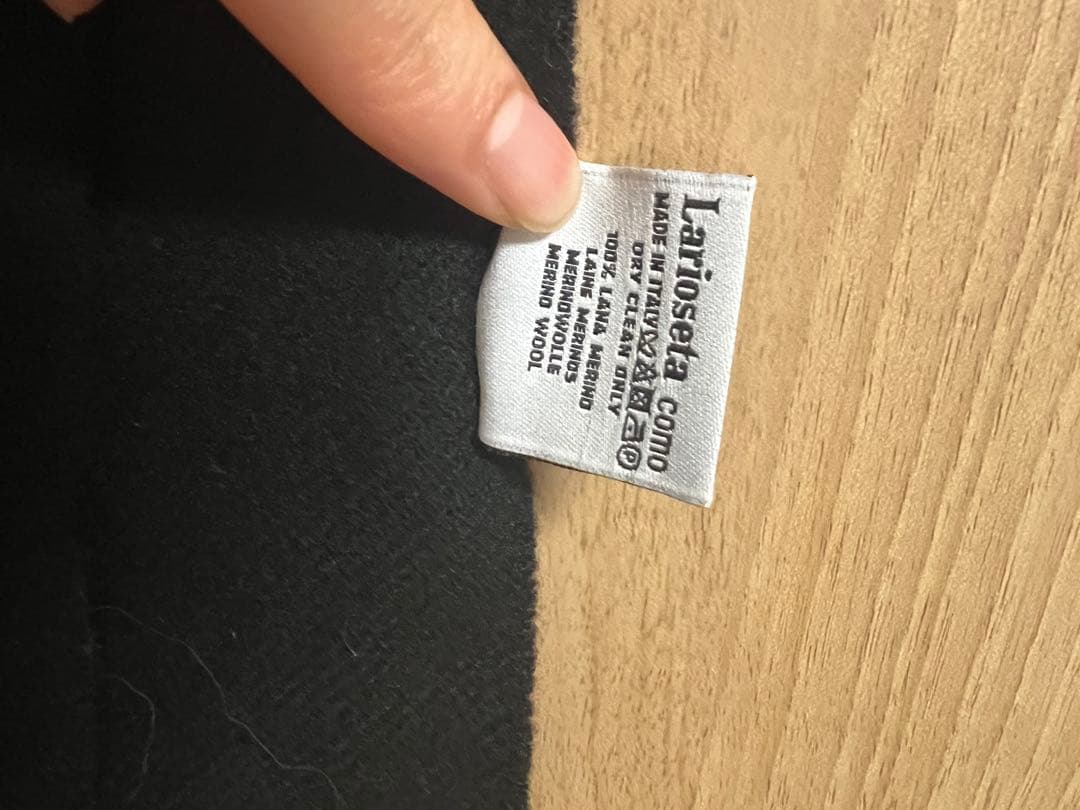 Larioseta COMO
MADE IN ITALY
DRY CLEAN ONLY
100% LANA MERINO
LAINE MERINOS
MERINOWOLLE
MERINO WOOL